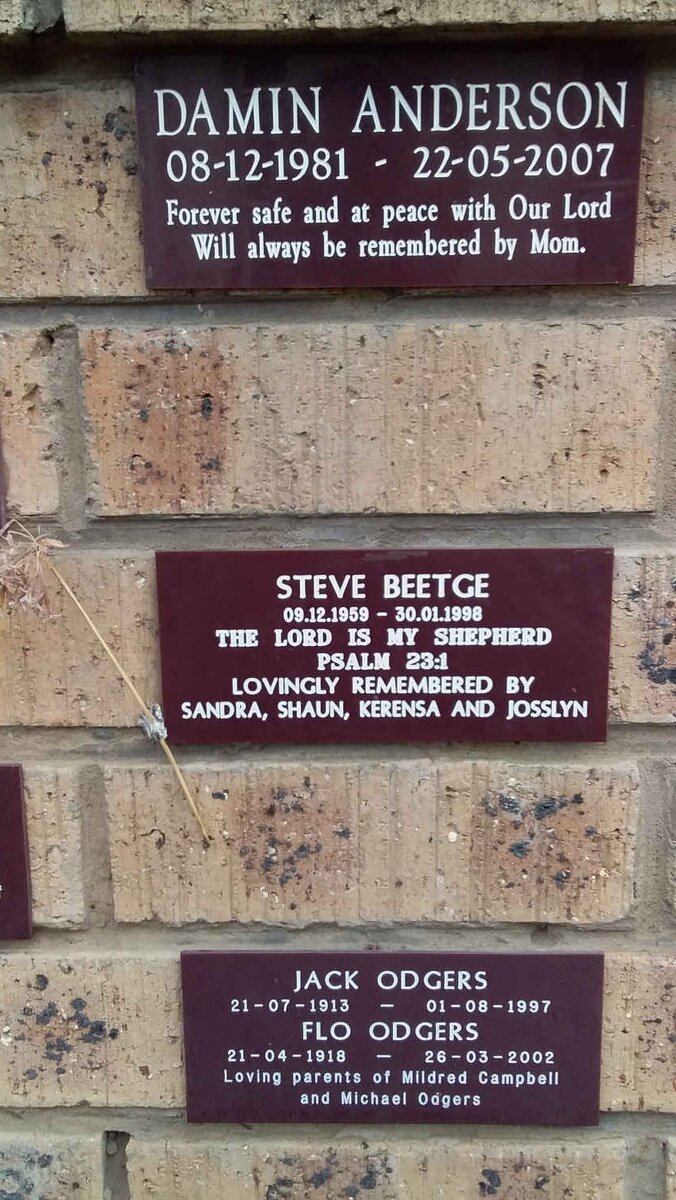 DAMIN ANDERSON
08-12-1981 - 22-05-2007
Forever safe and at peace with Our Lord
Will always be remembered by Mom.
STEVE BEETGE
09.12.1959 - 30.01.1998
THE LORD IS MY SHEPHERD
PSALM 23:1
LOVINGLY REMEMBERED BY
SANDRA, SHAUN, KERENSA AND JOSSLYN
JACK ODGERS
21-07-1913 — 01-08-1997
FLO ODGERS
21-04-1918 — 26-03-2002
Loving parents of Mildred Campbell
and Michael Odgers